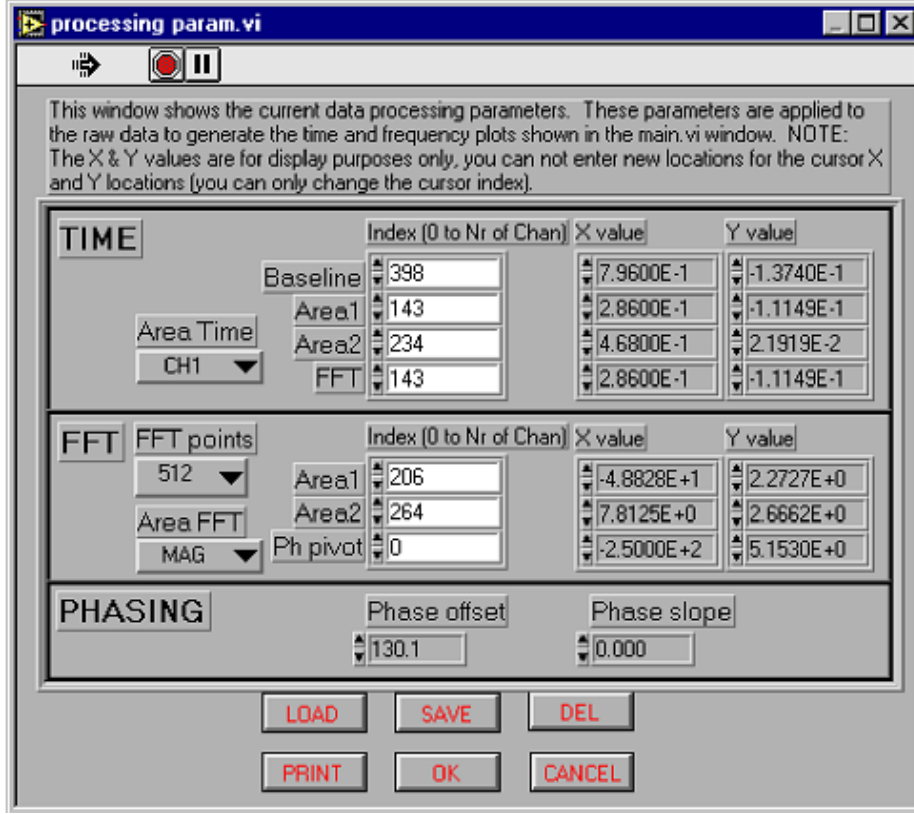 processing param.vi
This window shows the current data processing parameters. These parameters are applied to
the raw data to generate the time and frequency plots shown in the main.vi window. NOTE:
The X & Y values are for display purposes only, you can not enter new locations for the cursor X
and Y locations (you can only change the cursor index).
TIME
Index (0 to Nr of Chan) X value Y value
Baseline 398 7.9600E-1 -1.3740E-1
Area1 143 2.8600E-1 -1.1149E-1
Area Time
Area2 234 4.6800E-1 2.1919E-2
CH1
FFT 143 2.8600E-1 -1.1149E-1
FFT FFT points
Index (0 to Nr of Chan) X value Y value
512
Area1 206 -4.8828E+1 2.2727E+0
Area FFT
Area2 264 7.8125E+0 2.6662E+0
MAG
Ph pivot 0 -2.5000E+2 5.1530E+0
PHASING
Phase offset Phase slope
130.1 0.000
LOAD SAVE DEL
PRINT OK CANCEL